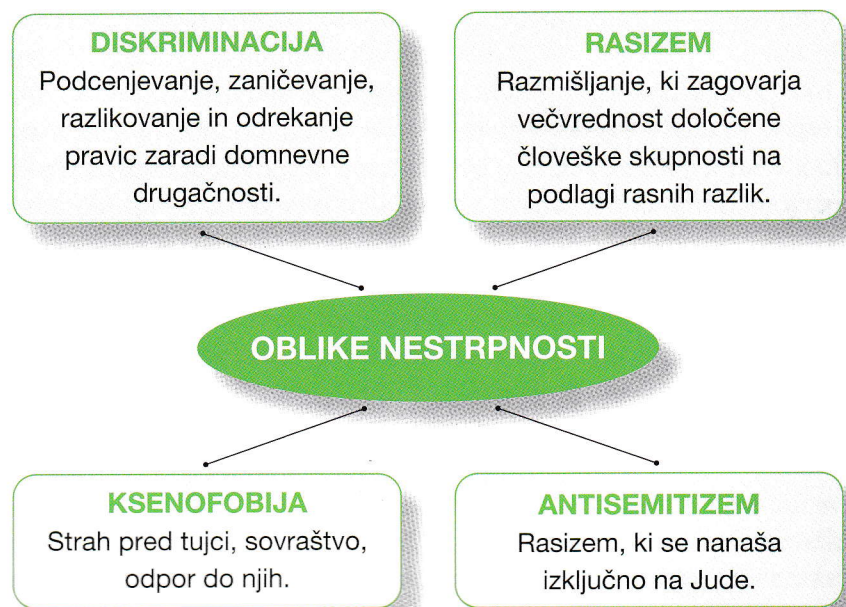 DISKRIMINACIJA
Podcenjevanje, zaničevanje,
razlikovanje in odrekanje
pravic zaradi domnevne
drugačnosti.
RASIZEM
Razmišljanje, ki zagovarja
večvrednost določene
človeške skupnosti na
podlagi rasnih razlik.
OBLIKE NESTRPNOSTI
KSENOFOBIJA
Strah pred tujci, sovraštvo,
odpor do njih.
ANTISEMITIZEM
Rasizem, ki se nanaša
izključno na Jude.